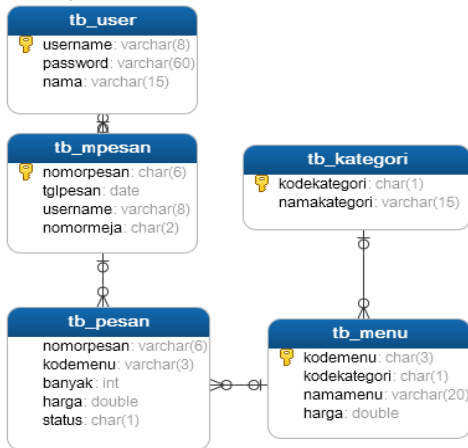 tb_user
username: varchar(8)
password: varchar(60)
nama: varchar(15)
tb_mpesan
nomorpesan: char(6)
tglpesan: date
username: varchar(8)
nomormeja: char(2)
tb_kategori
kodekategori: char(1)
namakategori: varchar(15)
tb_pesan
nomorpesan: varchar(6)
kodemenu: varchar(3)
banyak: int
harga: double
status: char(1)
tb_menu
kodemenu: char(3)
kodekategori: char(1)
namamenu: varchar(20)
harga: double